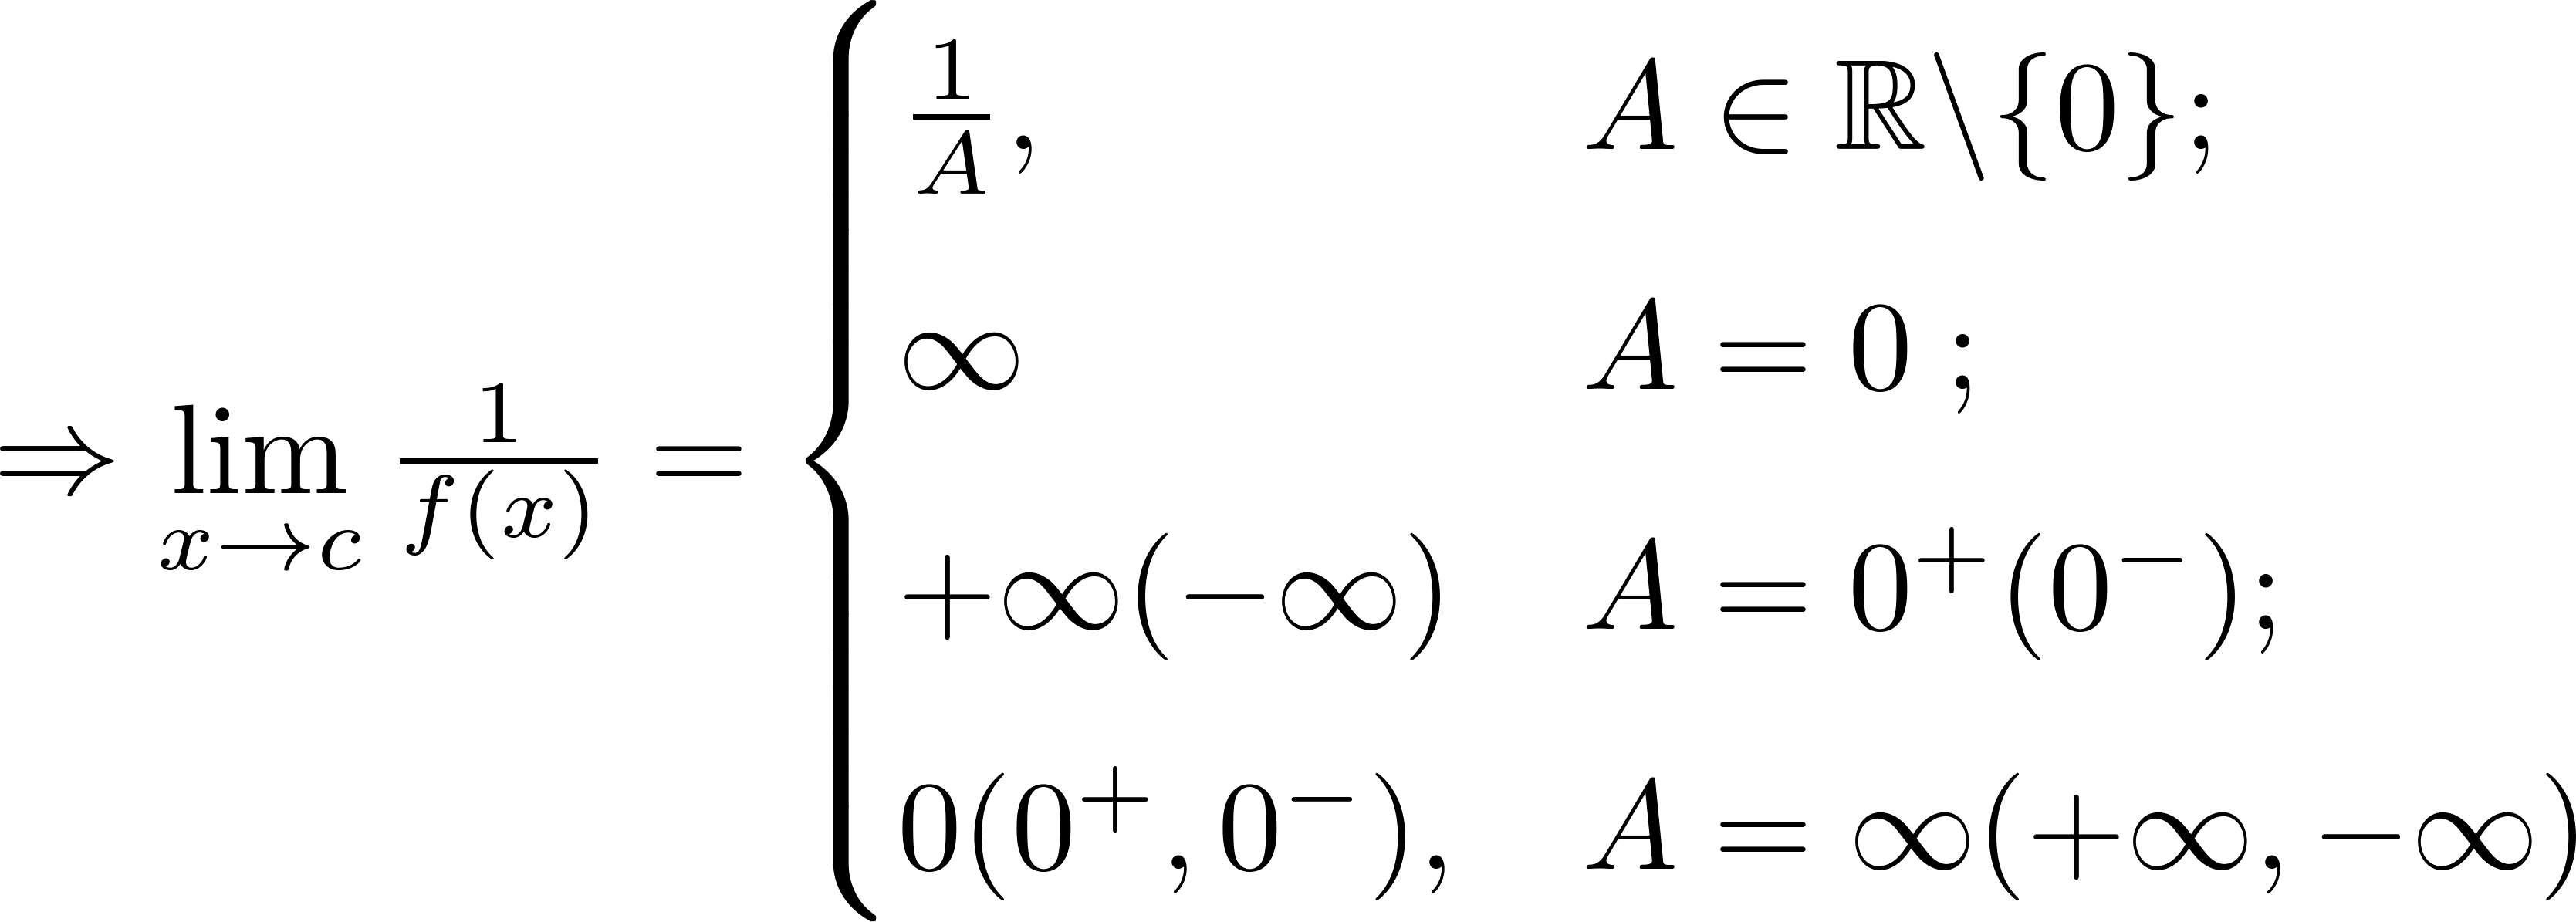 ⇒ lim_{x→c} 1/f(x) = {
1/A, A ∈ ℝ\{0};
∞ A = 0 ;
+∞(−∞) A = 0⁺(0⁻);
0(0⁺, 0⁻), A = ∞(+∞, −∞)